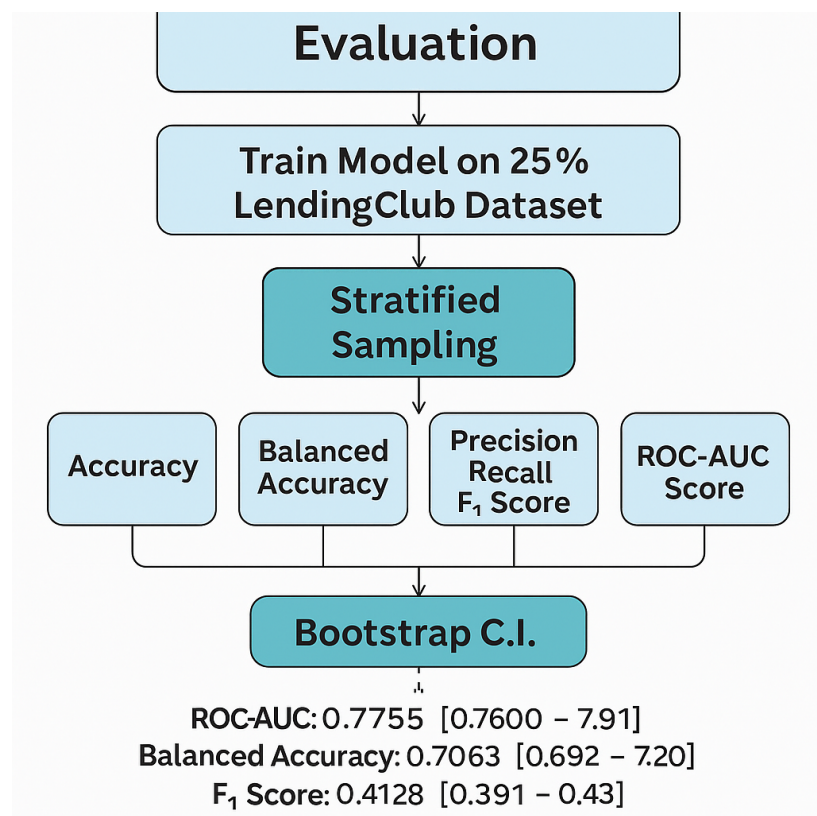 Evaluation
Train Model on 25%
LendingClub Dataset
Stratified
Sampling
Accuracy
Balanced
Accuracy
Precision
Recall
F₁ Score
ROC-AUC
Score
Bootstrap C.I.
ROC-AUC: 0.7755 [0.7600 – 7.91]
Balanced Accuracy: 0.7063 [0.692 – 7.20]
F₁ Score: 0.4128 [0.391 – 0.43]